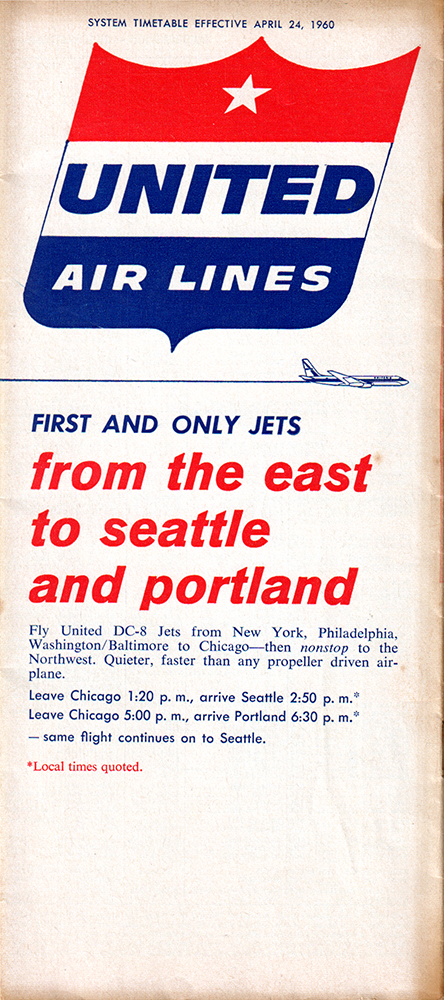 SYSTEM TIMETABLE EFFECTIVE APRIL 24, 1960
UNITED
AIR LINES
UNITED
FIRST AND ONLY JETS
from the east
to seattle
and portland
Fly United DC-8 Jets from New York, Philadelphia,
Washington/Baltimore to Chicago—then nonstop to the
Northwest. Quieter, faster than any propeller driven air-
plane.
Leave Chicago 1:20 p. m., arrive Seattle 2:50 p. m.*
Leave Chicago 5:00 p. m., arrive Portland 6:30 p. m.*
— same flight continues on to Seattle.
*Local times quoted.